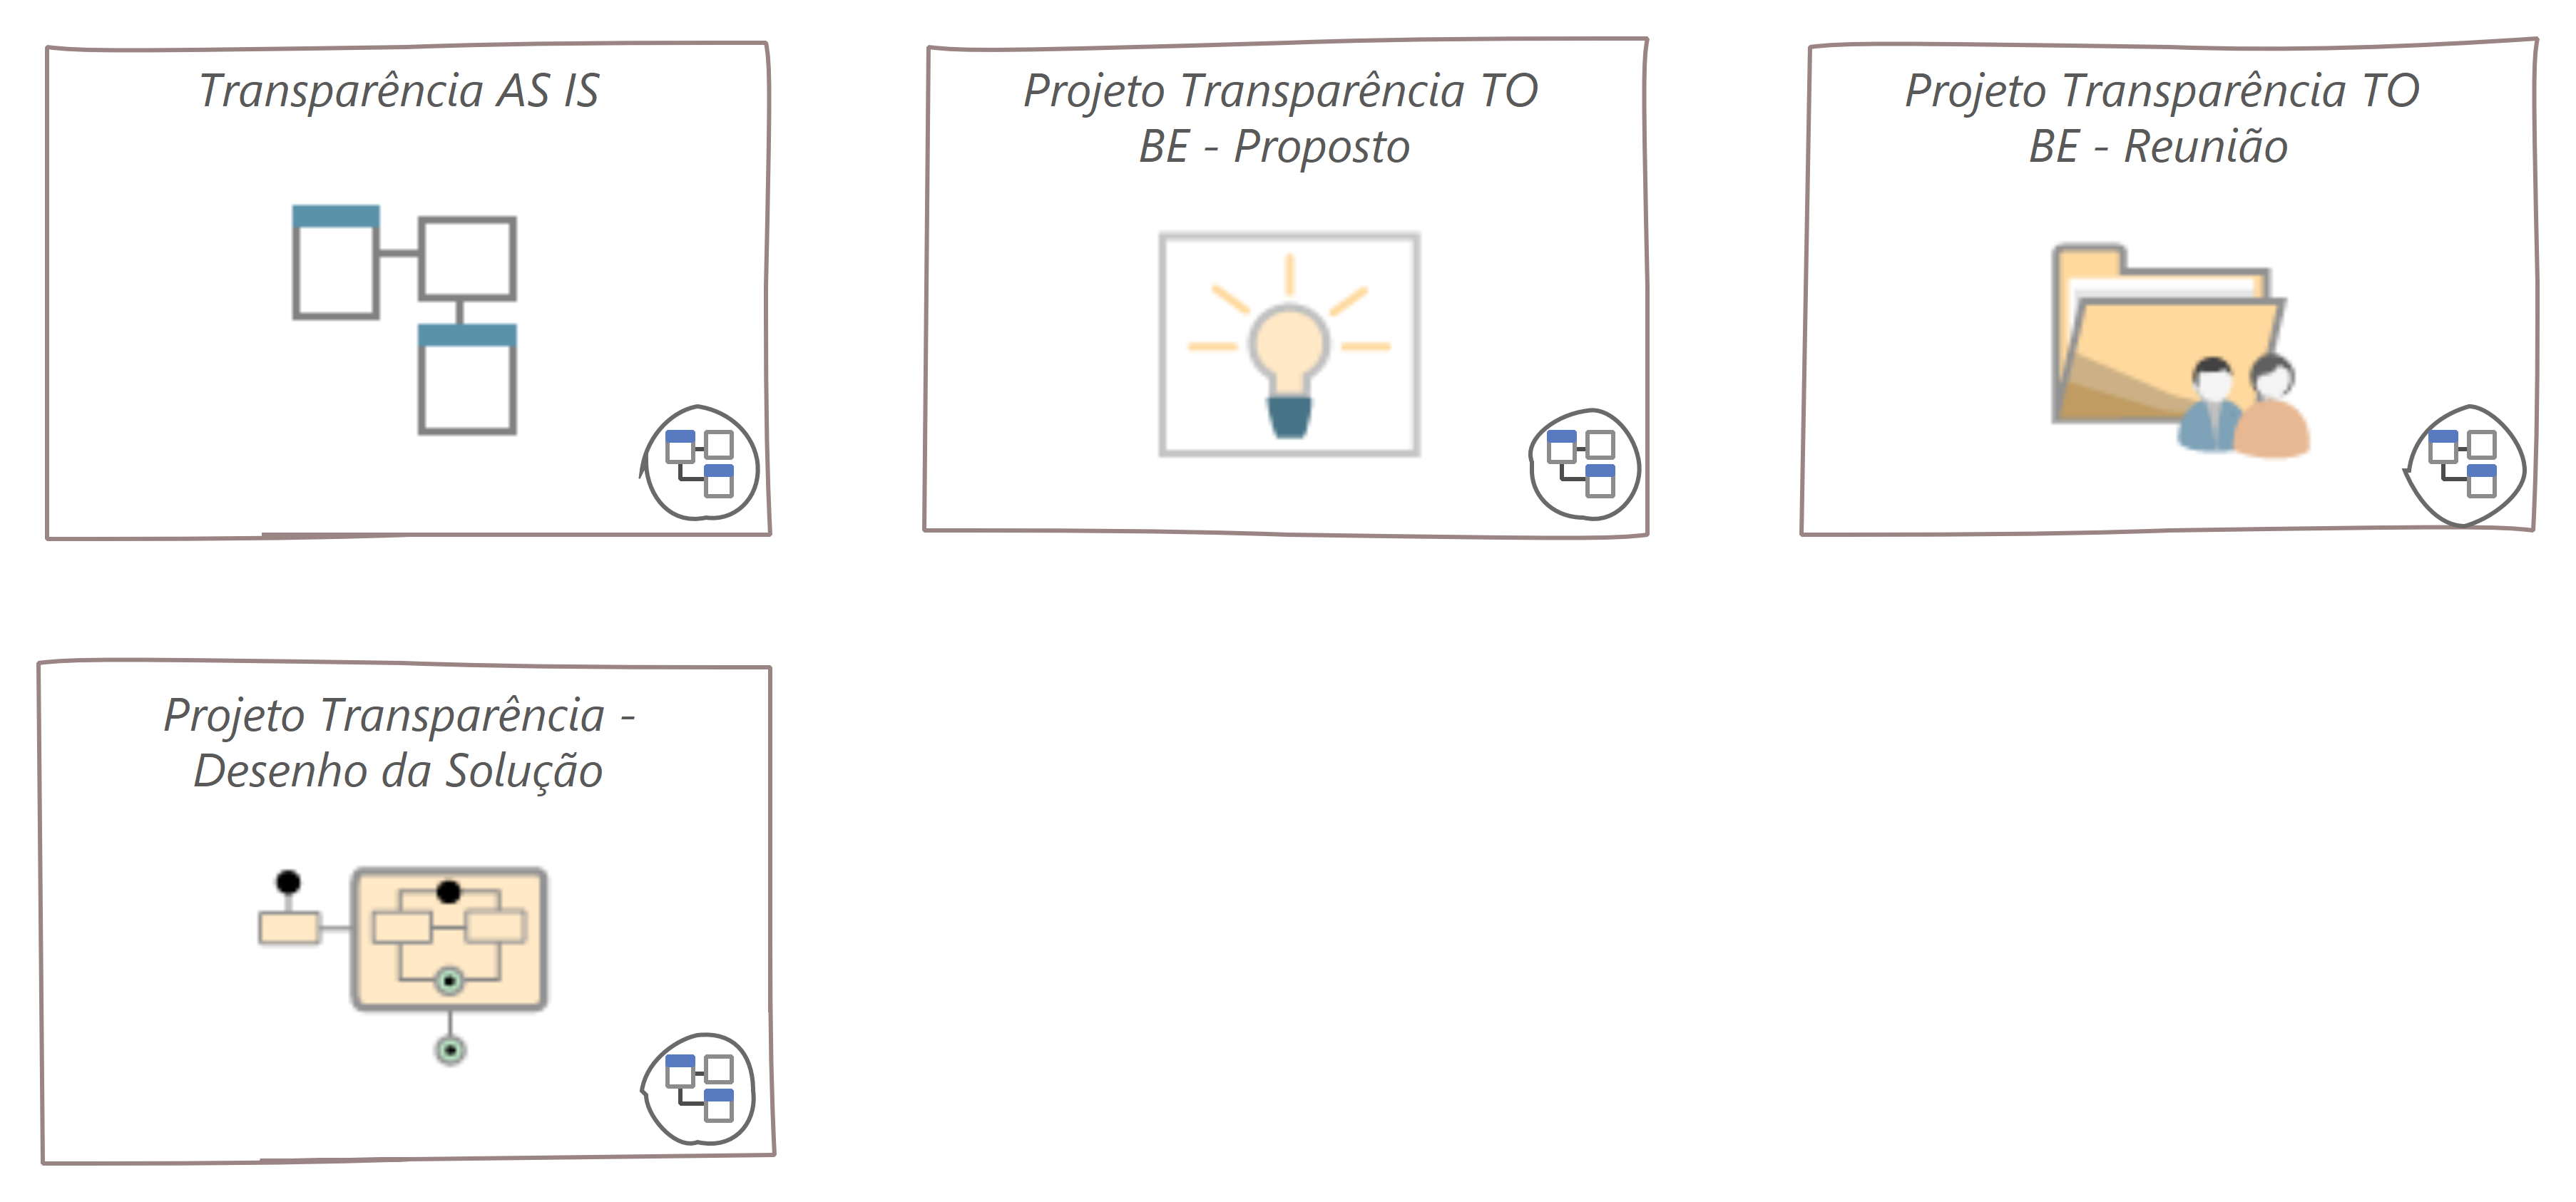 Transparência AS IS
Projeto Transparência TO
BE - Proposto
Projeto Transparência TO
BE - Reunião
Projeto Transparência -
Desenho da Solução